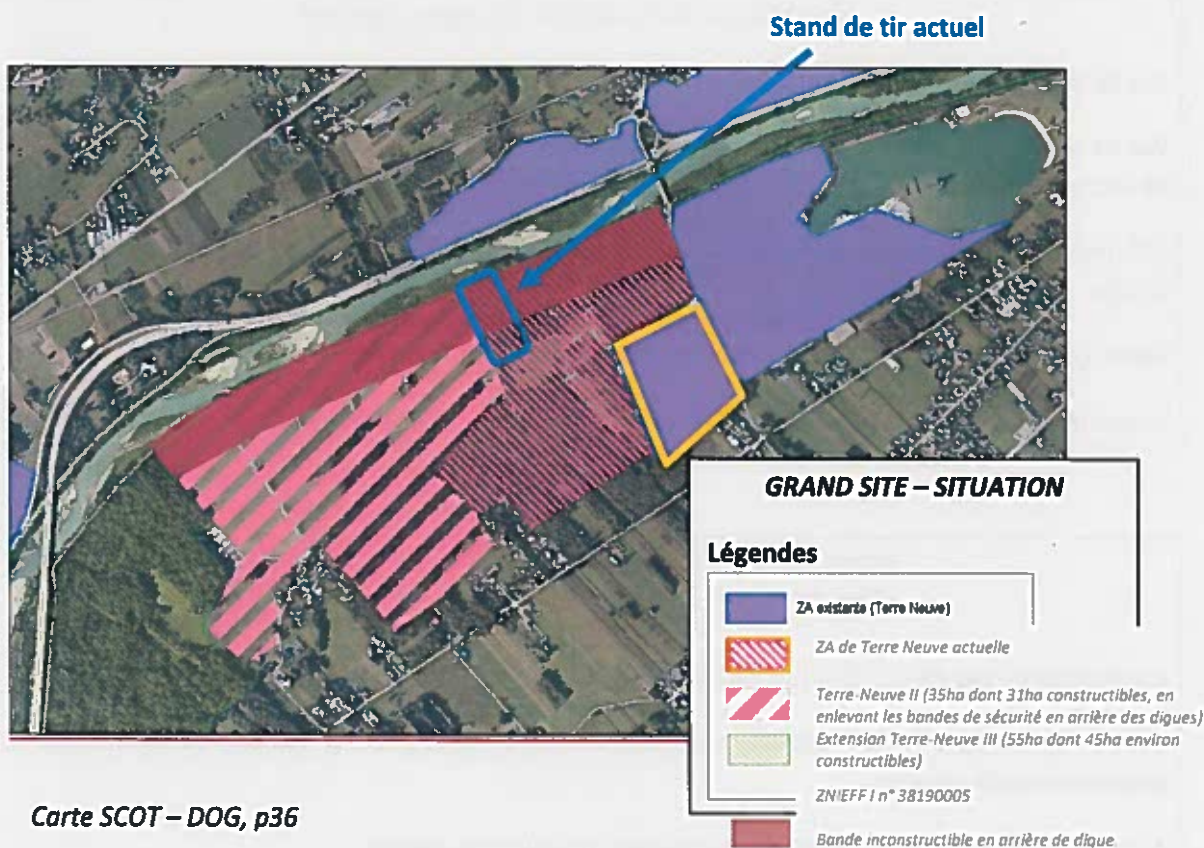 Stand de tir actuel
GRAND SITE – SITUATION
Légendes
ZA existante (Terre Neuve)
ZA de Terre Neuve actuelle
Terre-Neuve II (35ha dont 31ha constructibles, en
enlevant les bandes de sécurité en arrière des digues)
Extension Terre-Neuve III (55ha dont 45ha environ
constructibles)
ZNIEFF I n° 38190005
Bande inconstructible en arrière de digue.
Carte SCOT – DOG, p36